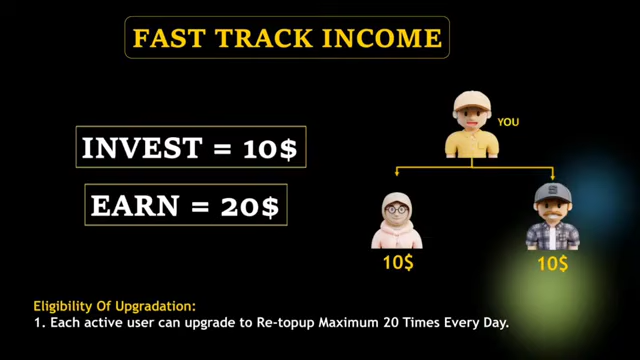 FAST TRACK INCOME
INVEST = 10$
EARN = 20$
YOU
10$
10$
Eligibility Of Upgradation:
1. Each active user can upgrade to Re-topup Maximum 20 Times Every Day.